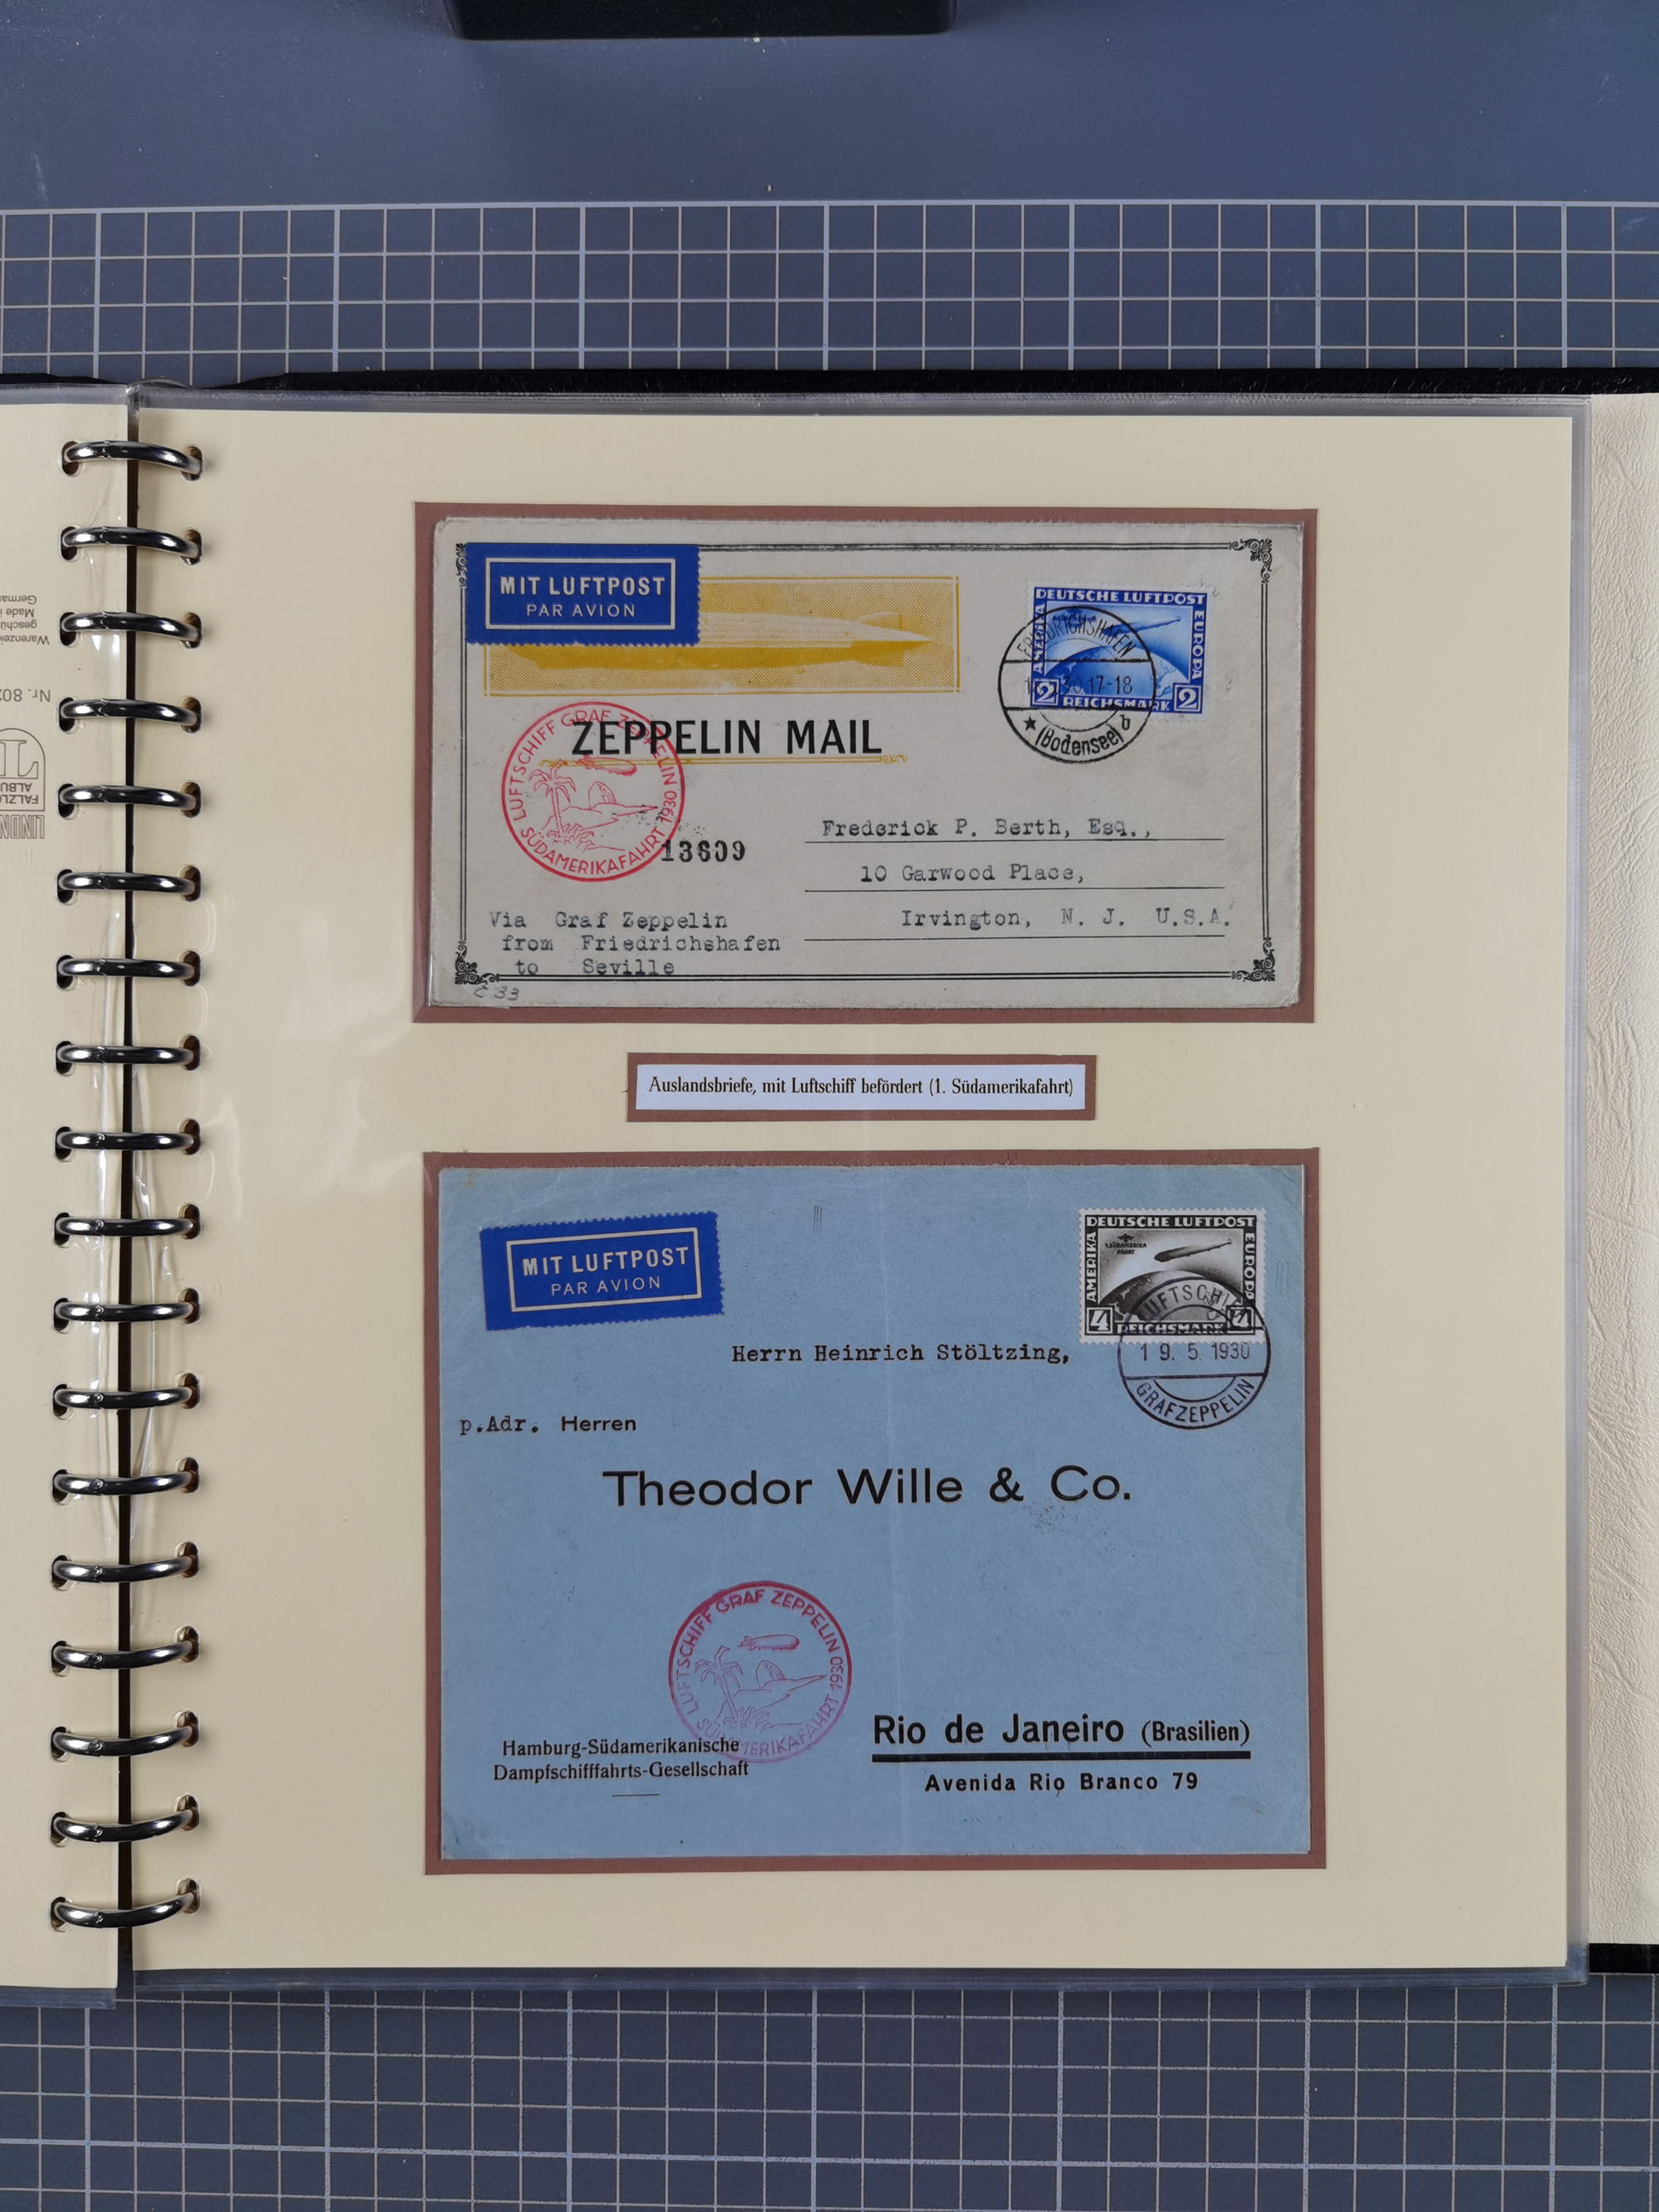 MIT LUFTPOST
PAR AVION
DEUTSCHE LUFTPOST
EUROPA
2 REICHSMARK 2
FRIEDRICHSHAFEN
30.17-18
(Bodensee) b
ZEPPELIN MAIL
LUFTSCHIFF GRAF ZEPPELIN
SÜDAMERIKAFAHRT 1930
13609
Frederick P. Berth, Esq.,
10 Garwood Place,
Irvington, N. J. U.S.A.
Via Graf Zeppelin
from Friedrichshafen
to Seville
Auslandsbriefe, mit Luftschiff befördert (1. Südamerikafahrt)
MIT LUFTPOST
PAR AVION
DEUTSCHE LUFTPOST
AMERIKA
EUROPA
1. SÜDAMERIKA
FAHRT
4 REICHSMARK 4
LUFTSCHIFF
19. 5. 1930
GRAF ZEPPELIN
Herrn Heinrich Stöltzing,
p.Adr. Herren
Theodor Wille & Co.
LUFTSCHIFF GRAF ZEPPELIN
SÜDAMERIKAFAHRT 1930
Hamburg-Südamerikanische
Dampfschifffahrts-Gesellschaft
Rio de Janeiro (Brasilien)
Avenida Rio Branco 79